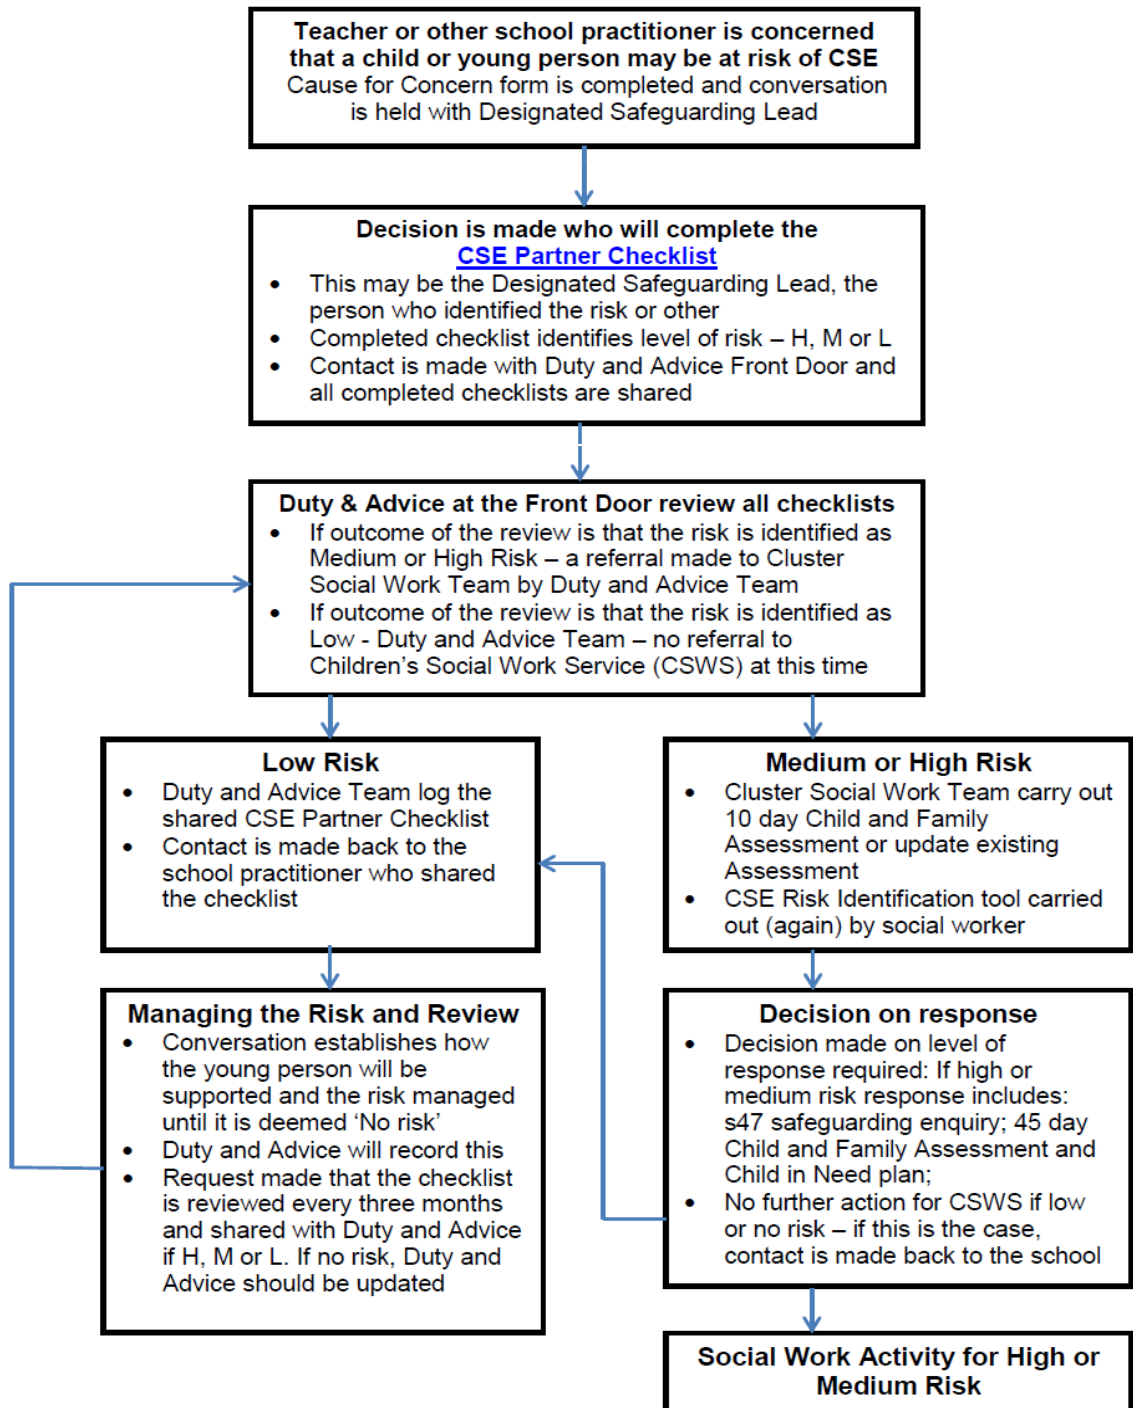 Teacher or other school practitioner is concerned
that a child or young person may be at risk of CSE
Cause for Concern form is completed and conversation
is held with Designated Safeguarding Lead
Decision is made who will complete the
CSE Partner Checklist
• This may be the Designated Safeguarding Lead, the
person who identified the risk or other
• Completed checklist identifies level of risk – H, M or L
• Contact is made with Duty and Advice Front Door and
all completed checklists are shared
Duty & Advice at the Front Door review all checklists
• If outcome of the review is that the risk is identified as
Medium or High Risk – a referral made to Cluster
Social Work Team by Duty and Advice Team
• If outcome of the review is that the risk is identified as
Low - Duty and Advice Team – no referral to
Children's Social Work Service (CSWS) at this time
Low Risk
• Duty and Advice Team log the
shared CSE Partner Checklist
• Contact is made back to the
school practitioner who shared
the checklist
Medium or High Risk
• Cluster Social Work Team carry out
10 day Child and Family
Assessment or update existing
Assessment
• CSE Risk Identification tool carried
out (again) by social worker
Managing the Risk and Review
• Conversation establishes how
the young person will be
supported and the risk managed
until it is deemed ‘No risk’
• Duty and Advice will record this
• Request made that the checklist
is reviewed every three months
and shared with Duty and Advice
if H, M or L. If no risk, Duty and
Advice should be updated
Decision on response
• Decision made on level of
response required: If high or
medium risk response includes:
s47 safeguarding enquiry; 45 day
Child and Family Assessment and
Child in Need plan;
• No further action for CSWS if low
or no risk – if this is the case,
contact is made back to the school
Social Work Activity for High or
Medium Risk